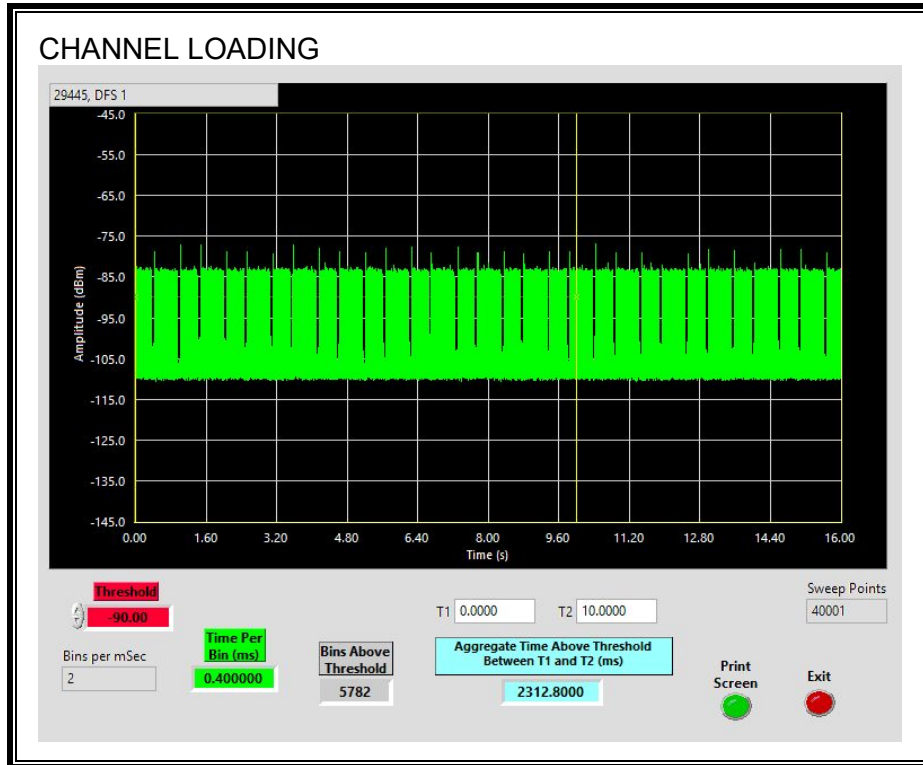 CHANNEL LOADING
29445, DFS 1
-45.0
-55.0
-65.0
-75.0
-85.0
-95.0
-105.0
-115.0
-125.0
-135.0
-145.0
Amplitude (dBm)
0.00 1.60 3.20 4.80 6.40 8.00 9.60 11.20 12.80 14.40 16.00
Time (s)
Threshold
-90.00
Bins per mSec
2
Time Per
Bin (ms)
0.400000
Bins Above
Threshold
5782
T1 0.0000 T2 10.0000
Aggregate Time Above Threshold
Between T1 and T2 (ms)
2312.8000
Sweep Points
40001
Print
Screen
Exit